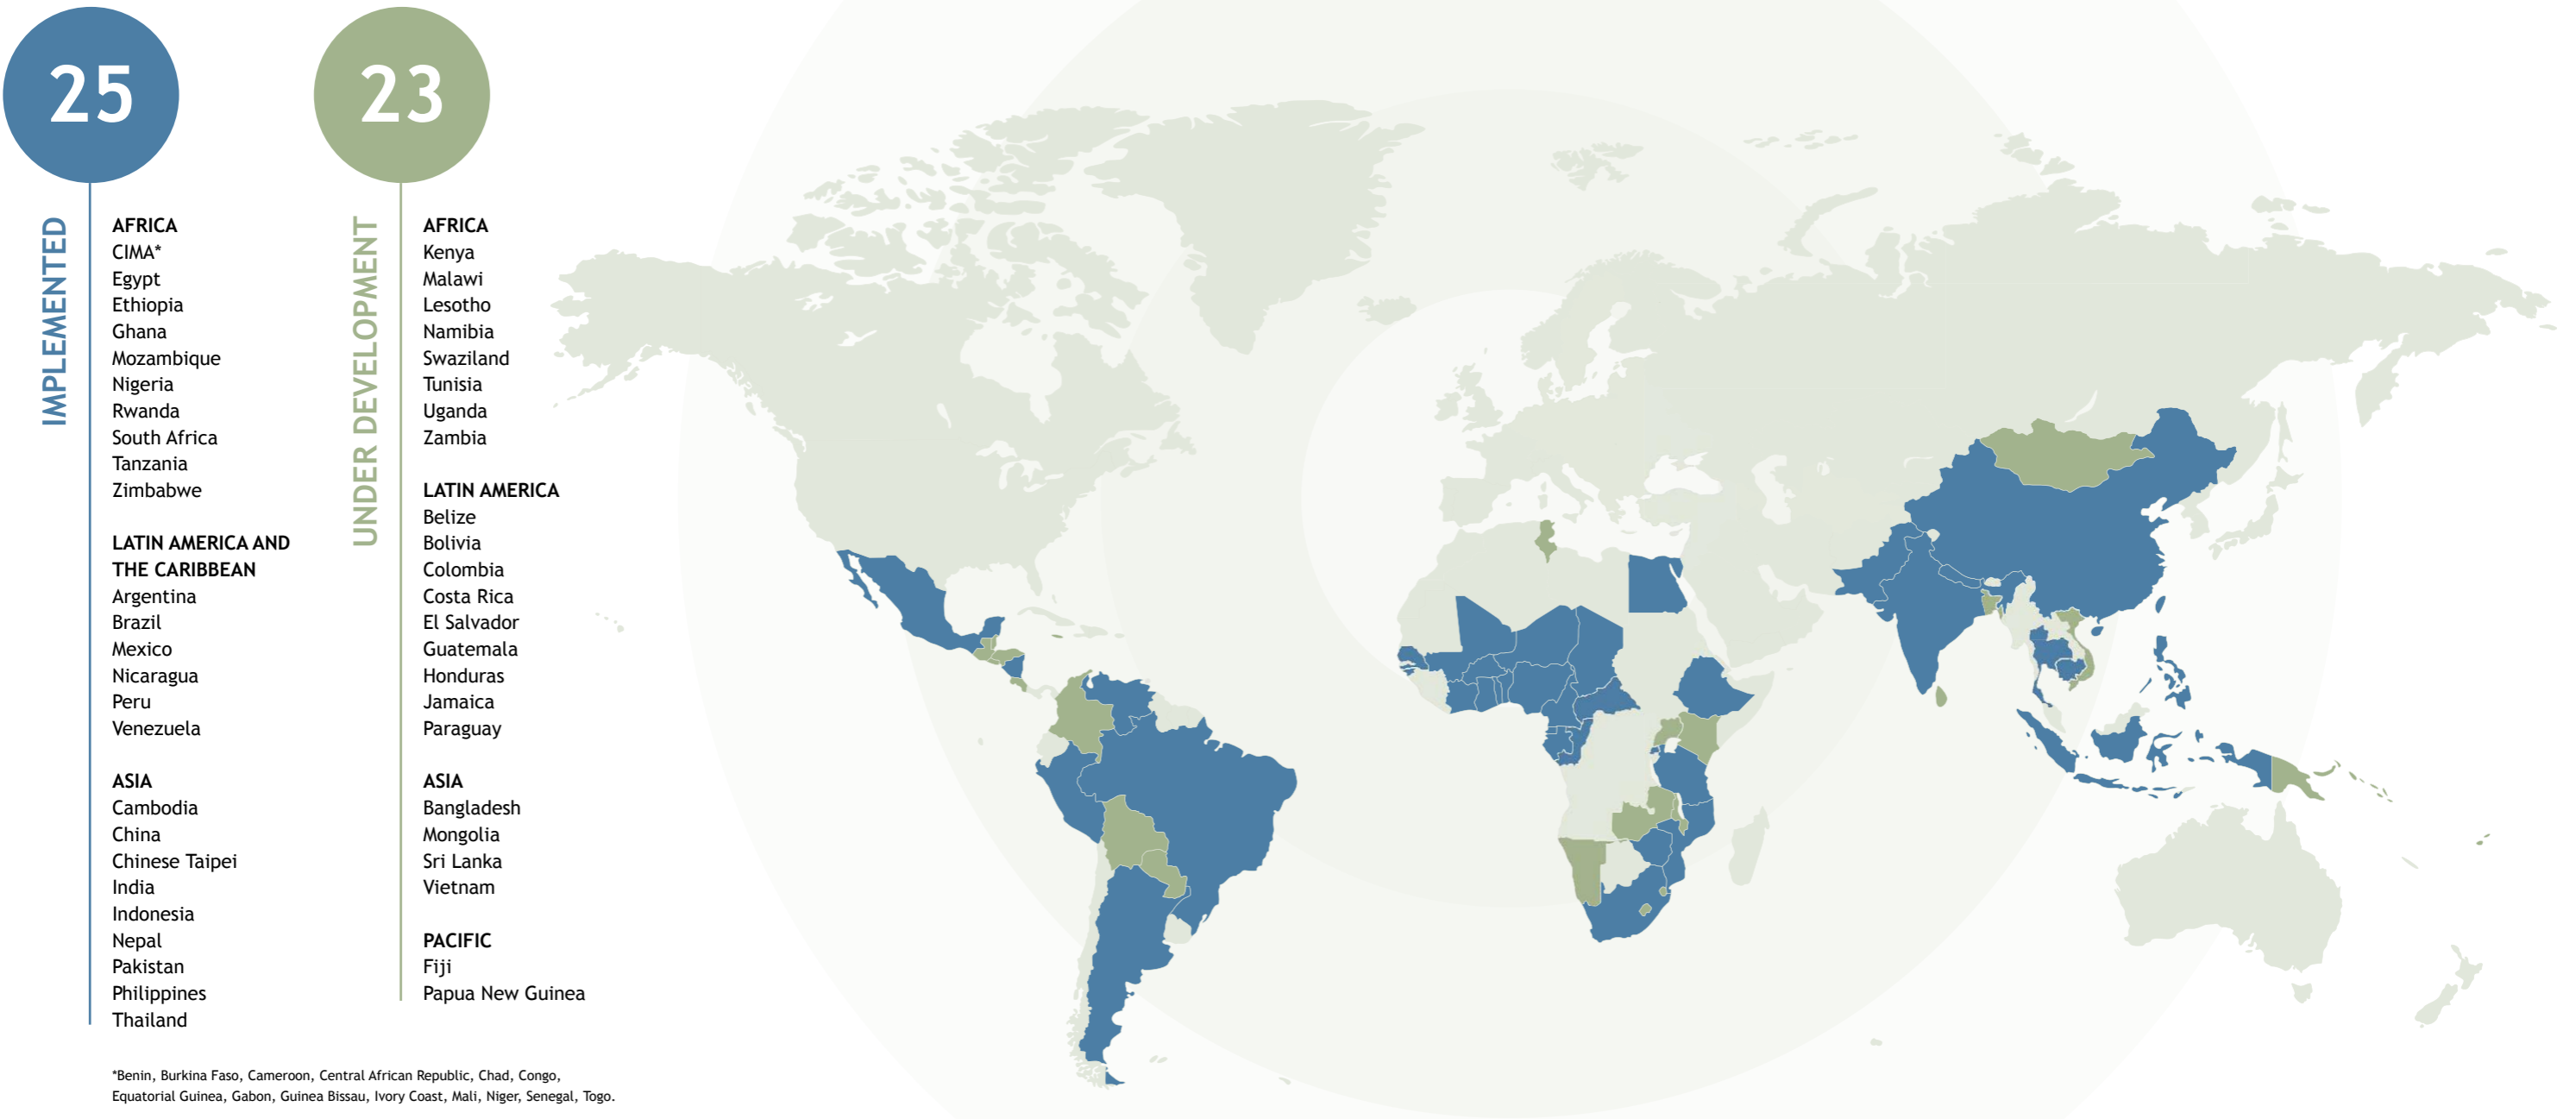 25
IMPLEMENTED
AFRICA
CIMA*
Egypt
Ethiopia
Ghana
Mozambique
Nigeria
Rwanda
South Africa
Tanzania
Zimbabwe
LATIN AMERICA AND
THE CARIBBEAN
Argentina
Brazil
Mexico
Nicaragua
Peru
Venezuela
ASIA
Cambodia
China
Chinese Taipei
India
Indonesia
Nepal
Pakistan
Philippines
Thailand
23
UNDER DEVELOPMENT
AFRICA
Kenya
Malawi
Lesotho
Namibia
Swaziland
Tunisia
Uganda
Zambia
LATIN AMERICA
Belize
Bolivia
Colombia
Costa Rica
El Salvador
Guatemala
Honduras
Jamaica
Paraguay
ASIA
Bangladesh
Mongolia
Sri Lanka
Vietnam
PACIFIC
Fiji
Papua New Guinea
*Benin, Burkina Faso, Cameroon, Central African Republic, Chad, Congo,
Equatorial Guinea, Gabon, Guinea Bissau, Ivory Coast, Mali, Niger, Senegal, Togo.